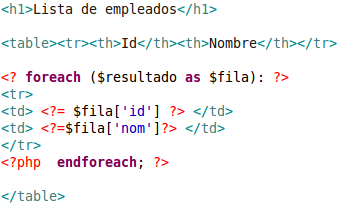 <h1>Lista de empleados</h1>
<table><tr><th>Id</th><th>Nombre</th></tr>
<? foreach ($resultado as $fila): ?>
<tr>
<td> <?= $fila['id'] ?> </td>
<td> <?=$fila['nom']?> </td>
</tr>
<?php  endforeach; ?>
</table>